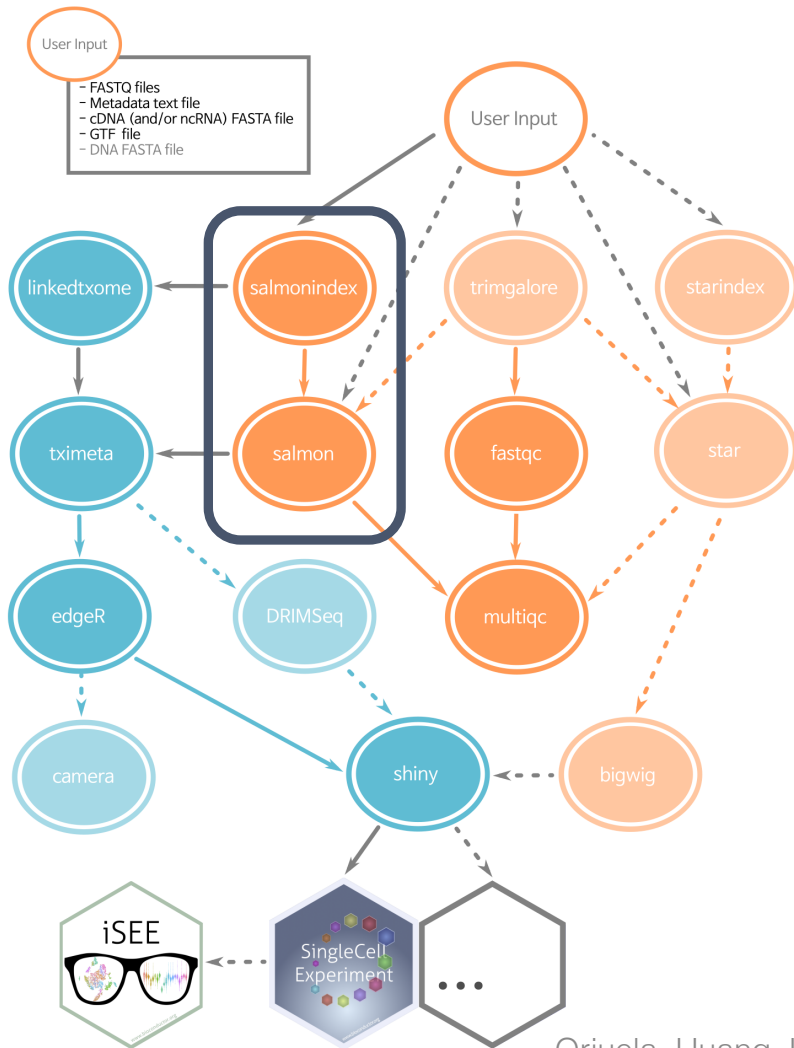 User Input
- FASTQ files
- Metadata text file
- cDNA (and/or ncRNA) FASTA file
- GTF file
- DNA FASTA file
User Input
linkedtxome
salmonindex
trimgalore
starindex
tximeta
salmon
fastqc
star
edgeR
DRIMSeq
multiqc
camera
shiny
bigwig
iSEE
SingleCell
Experiment
...